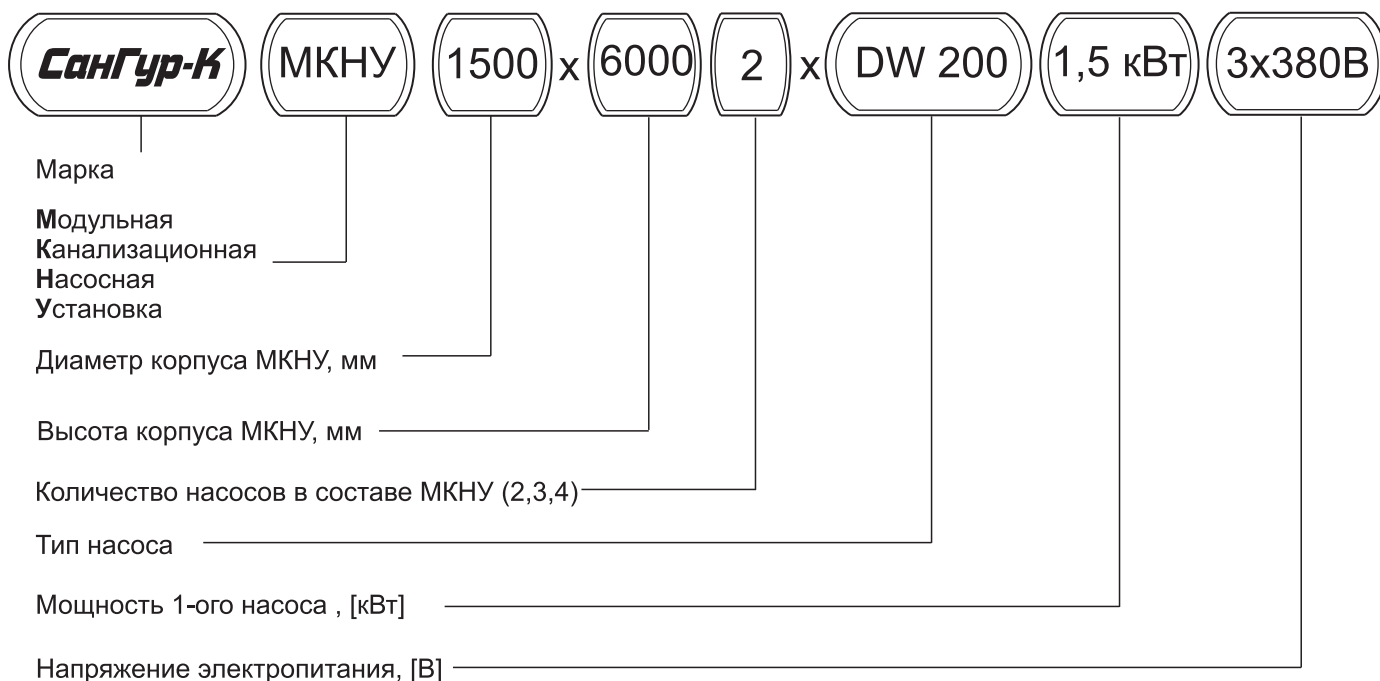 СанГур-К МКНУ 1500 x 6000 2 x DW 200 1,5 кВт 3x380В
Марка
Модульная
Канализационная
Насосная
Установка
Диаметр корпуса МКНУ, мм
Высота корпуса МКНУ, мм
Количество насосов в составе МКНУ (2,3,4)
Тип насоса
Мощность 1-ого насоса , [кВт]
Напряжение электропитания, [В]